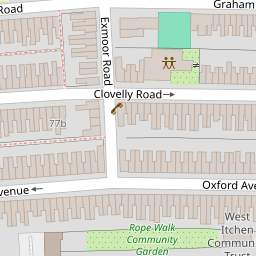 Road
Graham
Exmoor Road
Clovelly Road
77b
venue
Oxford Ave
West
Itchen
Commun
Trust
Rope Walk
Community
Garden